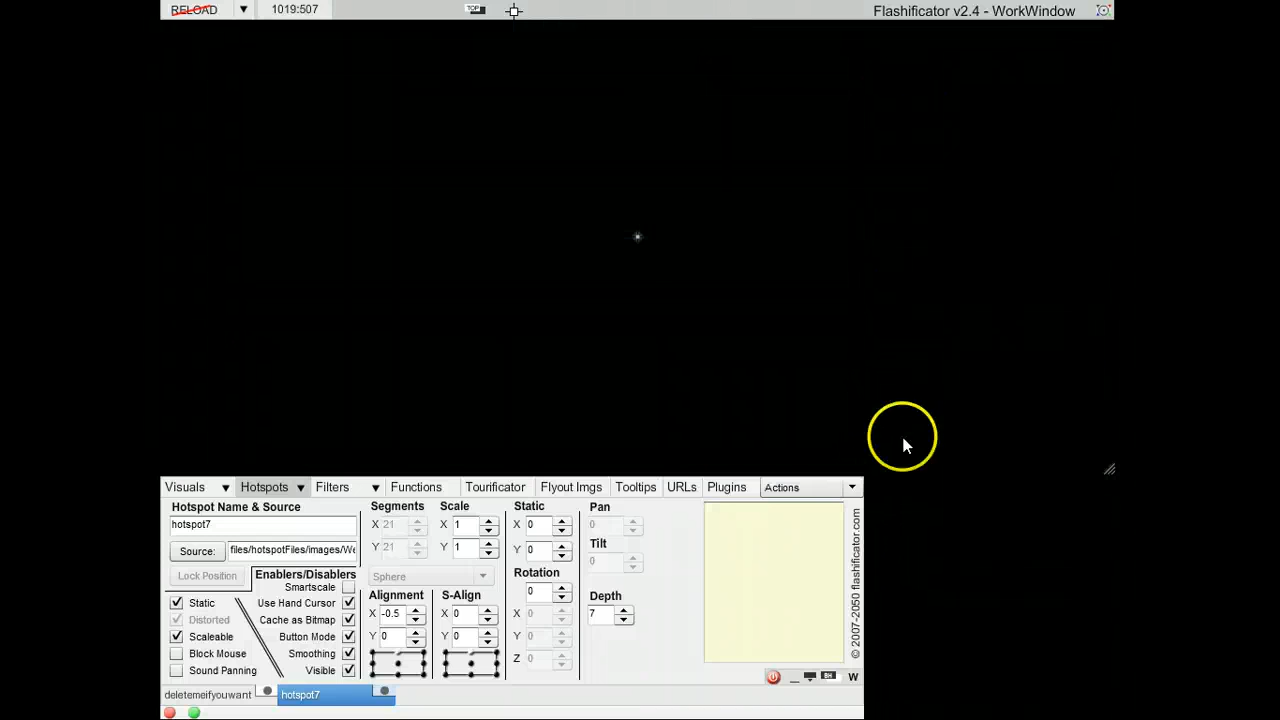 RELOAD 1019:507 TOP Flashificator v2.4 - WorkWindow
Visuals Hotspots Filters Functions Tourificator Flyout Imgs Tooltips URLs Plugins Actions
Hotspot Name & Source Segments Scale Static Pan
hotspot7 X 21 X 1 X 0 0
Source: files/hotspotFiles/images/We Y 21 Y 1 Y 0 Tilt
0
Lock Position Enablers/Disablers Sphere Rotation
Smartscale 0
Static Use Hand Cursor Alignment S-Align Depth
X -0.5 X 0 X 0 7
Distorted Cache as Bitmap
Scaleable Button Mode Y 0 Y 0 Y 0
Block Mouse Smoothing Z 0
Sound Panning Visible
© 2007-2050 flashificator.com
BH W
deletemeifyouwant hotspot7